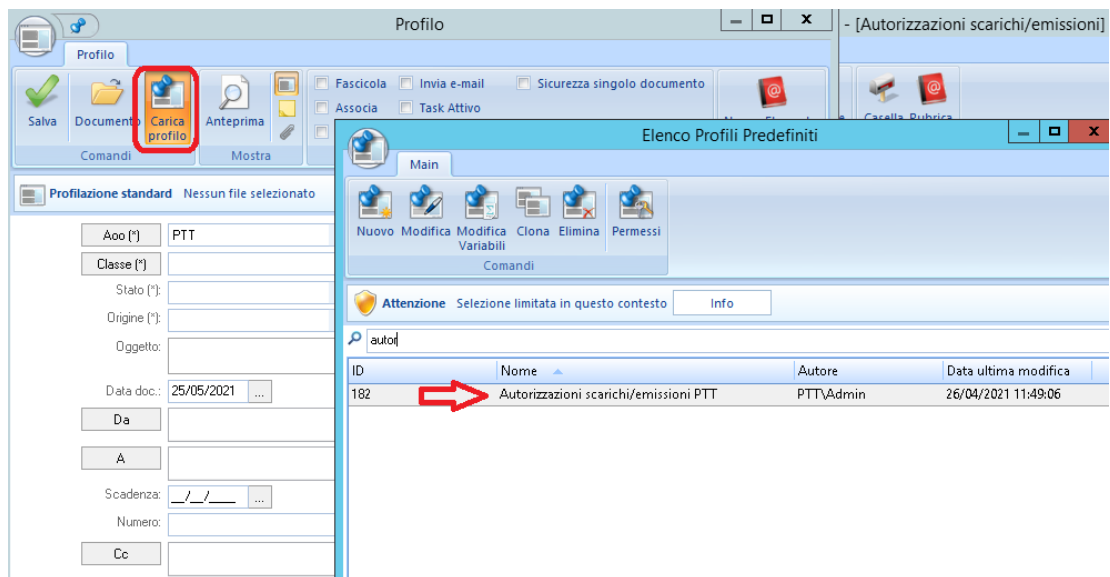 Profilo
- [Autorizzazioni scarichi/emissioni]
Profilo
Fascicola Invia e-mail Sicurezza singolo documento
Associa Task Attivo
Salva Documento Carica profilo Anteprima
Casella Rubrica
Comandi Mostra
Elenco Profili Predefiniti
Main
Profilazione standard Nessun file selezionato
Nuovo Modifica Modifica Variabili Clona Elimina Permessi
Comandi
Aoo (*) PTT
Classe (*)
Stato (*):
Origine (*):
Oggetto:
Data doc.: 25/05/2021 ...
Da
A
Scadenza: __/__/____ ...
Numero:
Cc
Attenzione Selezione limitata in questo contesto Info
autor
ID Nome Autore Data ultima modifica
182 Autorizzazioni scarichi/emissioni PTT PTT\Admin 26/04/2021 11:49:06